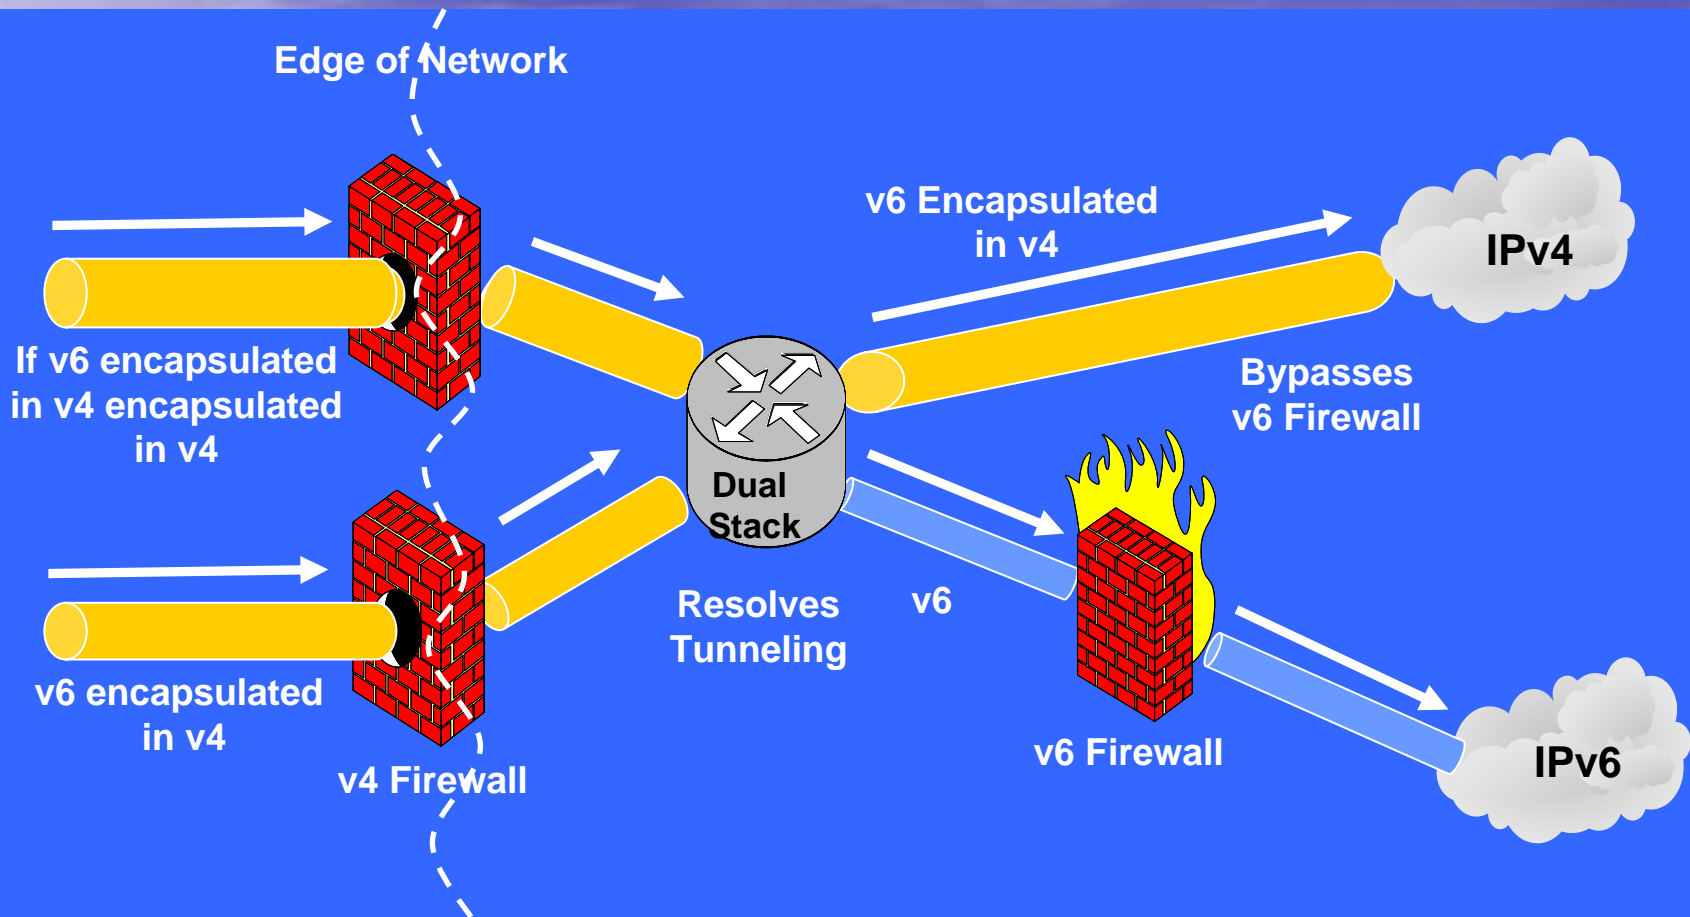 Edge of Network
v6 Encapsulated
in v4
IPv4
If v6 encapsulated
in v4 encapsulated
in v4
Bypasses
v6 Firewall
Dual
Stack
Resolves
Tunneling
v6
v6 encapsulated
in v4
v4 Firewall
v6 Firewall
IPv6